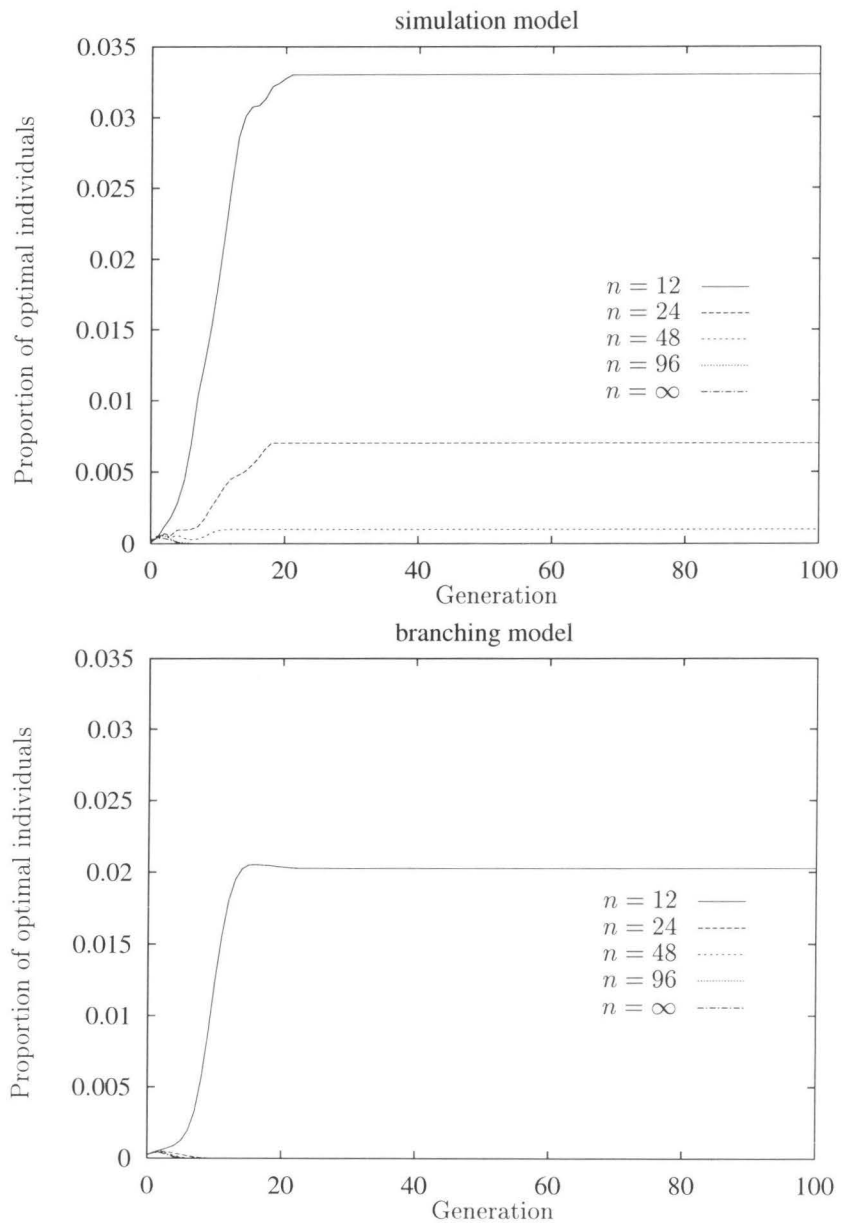 simulation model
Proportion of optimal individuals
0.035
0.03
0.025
0.02
0.015
0.01
0.005
0
n = 12
n = 24
n = 48
n = 96
n = ∞
0 20 40 60 80 100
Generation
branching model
Proportion of optimal individuals
0.035
0.03
0.025
0.02
0.015
0.01
0.005
0
n = 12
n = 24
n = 48
n = 96
n = ∞
0 20 40 60 80 100
Generation